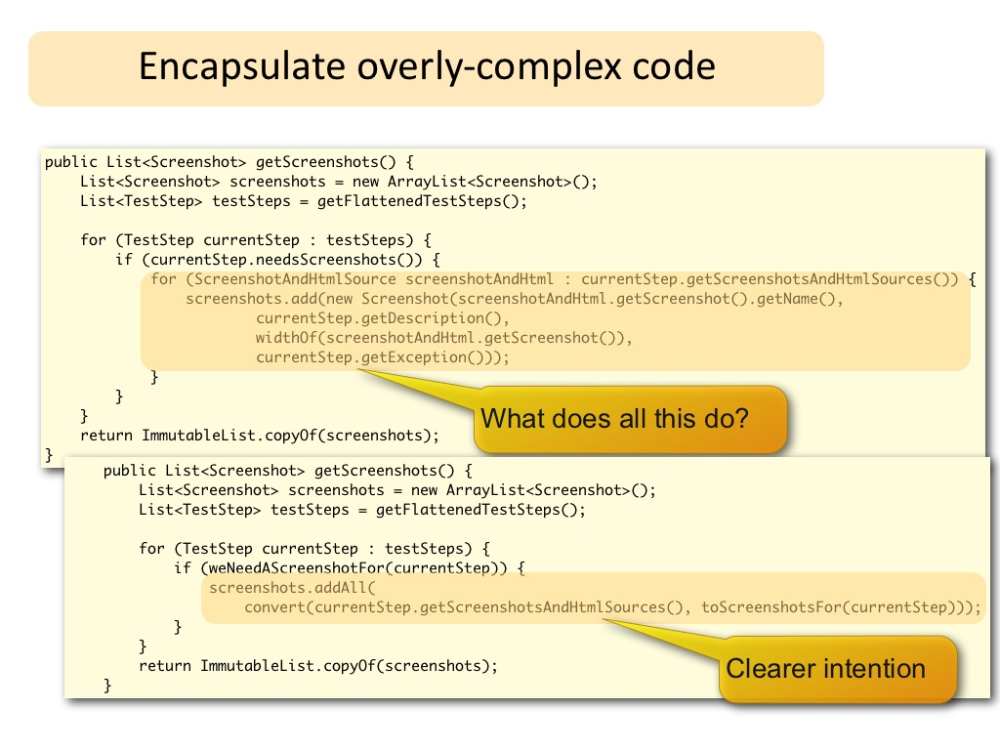 Encapsulate overly-complex code
public List<Screenshot> getScreenshots() {
    List<Screenshot> screenshots = new ArrayList<Screenshot>();
    List<TestStep> testSteps = getFlattenedTestSteps();
    for (TestStep currentStep : testSteps) {
        if (currentStep.needsScreenshots()) {
            for (ScreenshotAndHtmlSource screenshotAndHtml : currentStep.getScreenshotsAndHtmlSources()) {
                screenshots.add(new Screenshot(screenshotAndHtml.getScreenshot().getName(),
                        currentStep.getDescription(),
                        widthOf(screenshotAndHtml.getScreenshot()),
                        currentStep.getException()));
            }
        }
    }
    return ImmutableList.copyOf(screenshots);
}
What does all this do?
public List<Screenshot> getScreenshots() {
    List<Screenshot> screenshots = new ArrayList<Screenshot>();
    List<TestStep> testSteps = getFlattenedTestSteps();
    for (TestStep currentStep : testSteps) {
        if (weNeedAScreenshotFor(currentStep)) {
            screenshots.addAll(
                convert(currentStep.getScreenshotsAndHtmlSources(), toScreenshotsFor(currentStep)));
        }
    }
    return ImmutableList.copyOf(screenshots);
}
Clearer intention